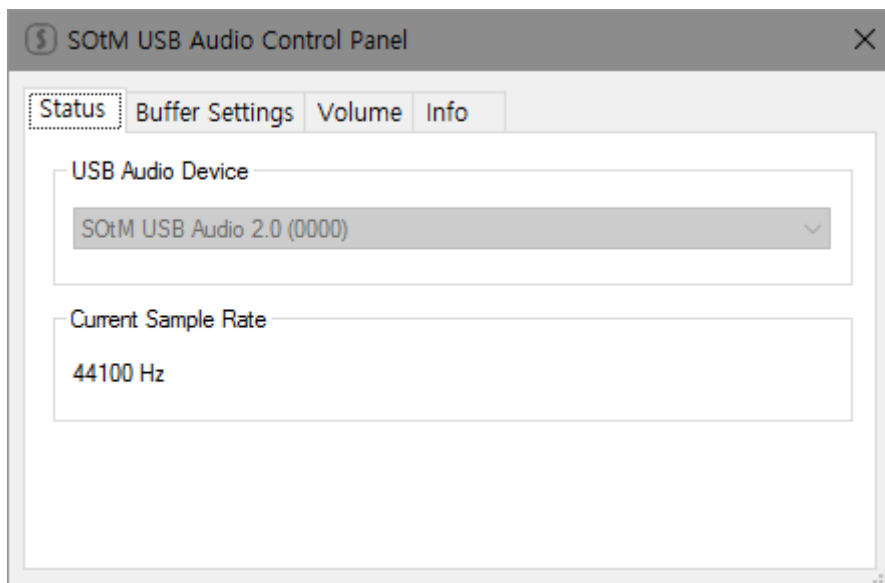 SOtM USB Audio Control Panel
Status Buffer Settings Volume Info
USB Audio Device
SOtM USB Audio 2.0 (0000)
Current Sample Rate
44100 Hz